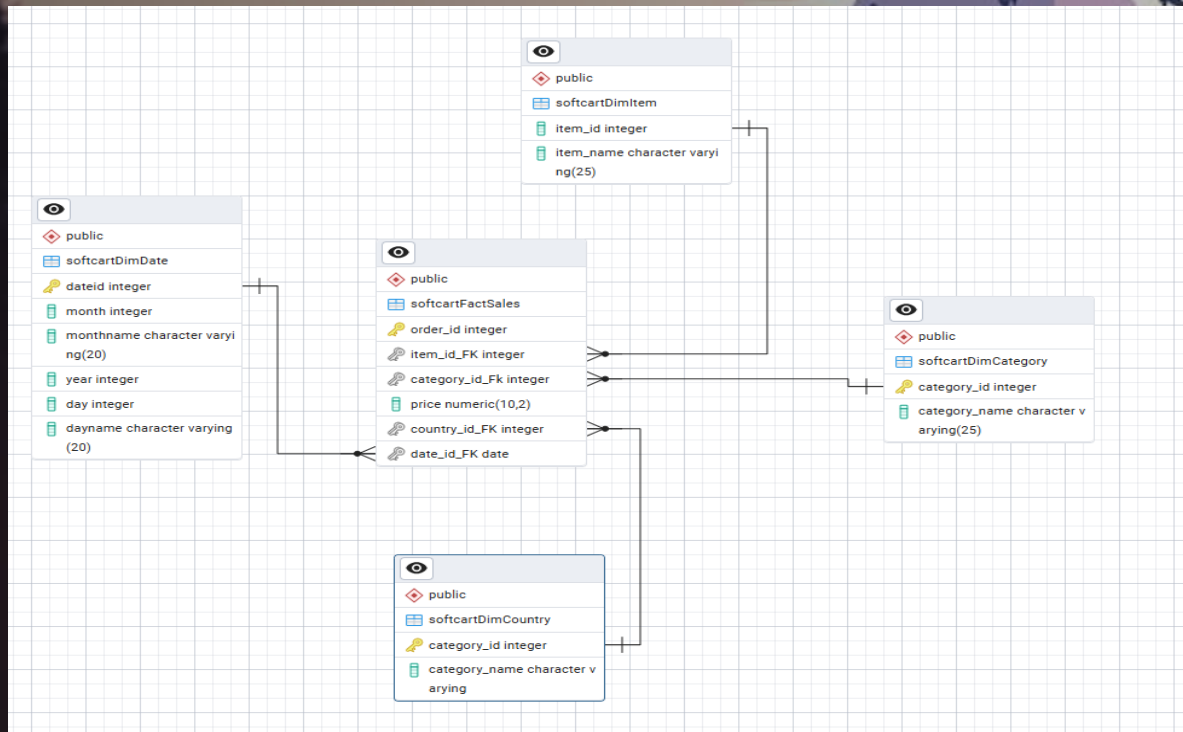 public
softcartDimItem
item_id integer
item_name character varyi
ng(25)
public
softcartDimDate
dateid integer
month integer
monthname character varyi
ng(20)
year integer
day integer
dayname character varying
(20)
public
softcartFactSales
order_id integer
item_id_FK integer
category_id_Fk integer
price numeric(10,2)
country_id_FK integer
date_id_FK date
public
softcartDimCategory
category_id integer
category_name character v
arying(25)
public
softcartDimCountry
category_id integer
category_name character v
arying